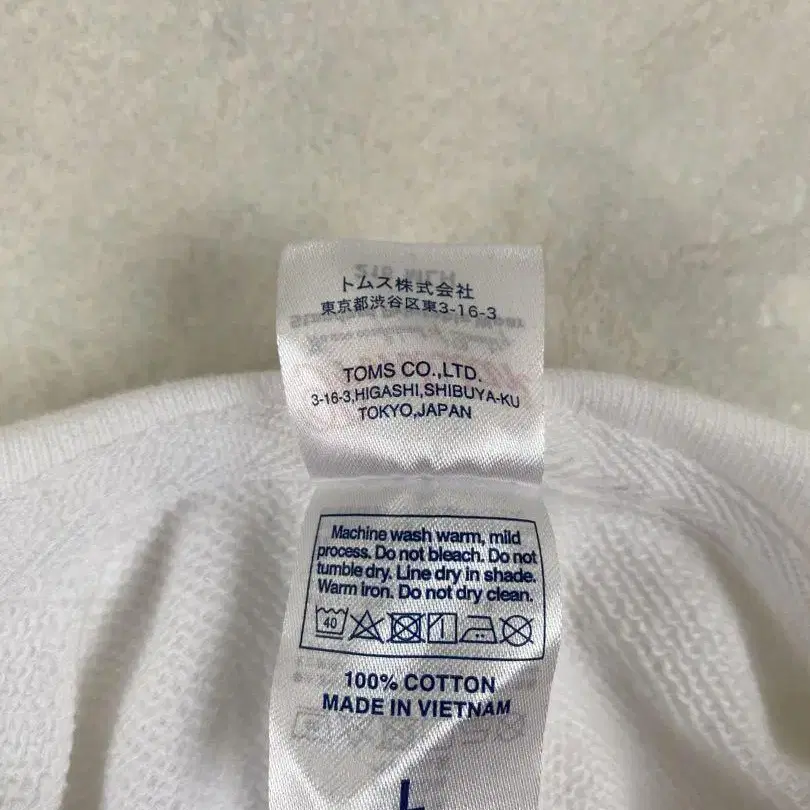 トムス株式会社
東京都渋谷区東3-16-3
TOMS CO.,LTD.
3-16-3,HIGASHI,SHIBUYA-KU
TOKYO,JAPAN
Machine wash warm, mild
process. Do not bleach. Do not
tumble dry. Line dry in shade.
Warm iron. Do not dry clean.
40
100% COTTON
MADE IN VIETNAM
L